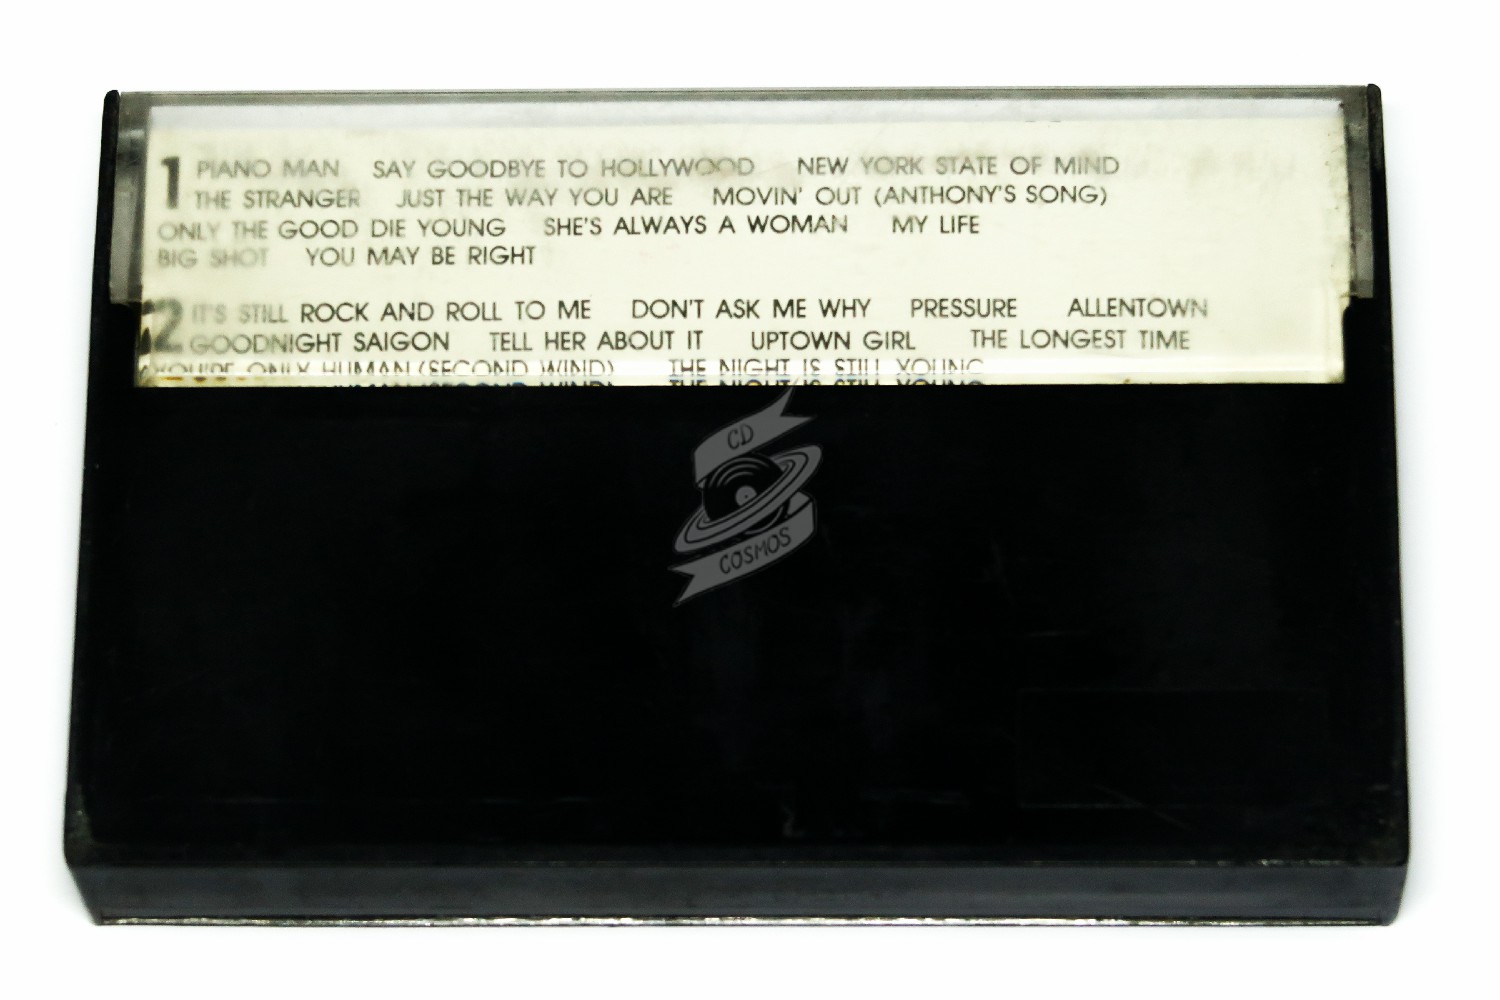 1 PIANO MAN SAY GOODBYE TO HOLLYWOOD NEW YORK STATE OF MIND
THE STRANGER JUST THE WAY YOU ARE MOVIN' OUT (ANTHONY'S SONG)
ONLY THE GOOD DIE YOUNG SHE'S ALWAYS A WOMAN MY LIFE
BIG SHOT YOU MAY BE RIGHT
2 IT'S STILL ROCK AND ROLL TO ME DON'T ASK ME WHY PRESSURE ALLENTOWN
GOODNIGHT SAIGON TELL HER ABOUT IT UPTOWN GIRL THE LONGEST TIME
YOU'RE ONLY HUMAN (SECOND WIND) THE NIGHT IS STILL YOUNG
CD
COSMOS